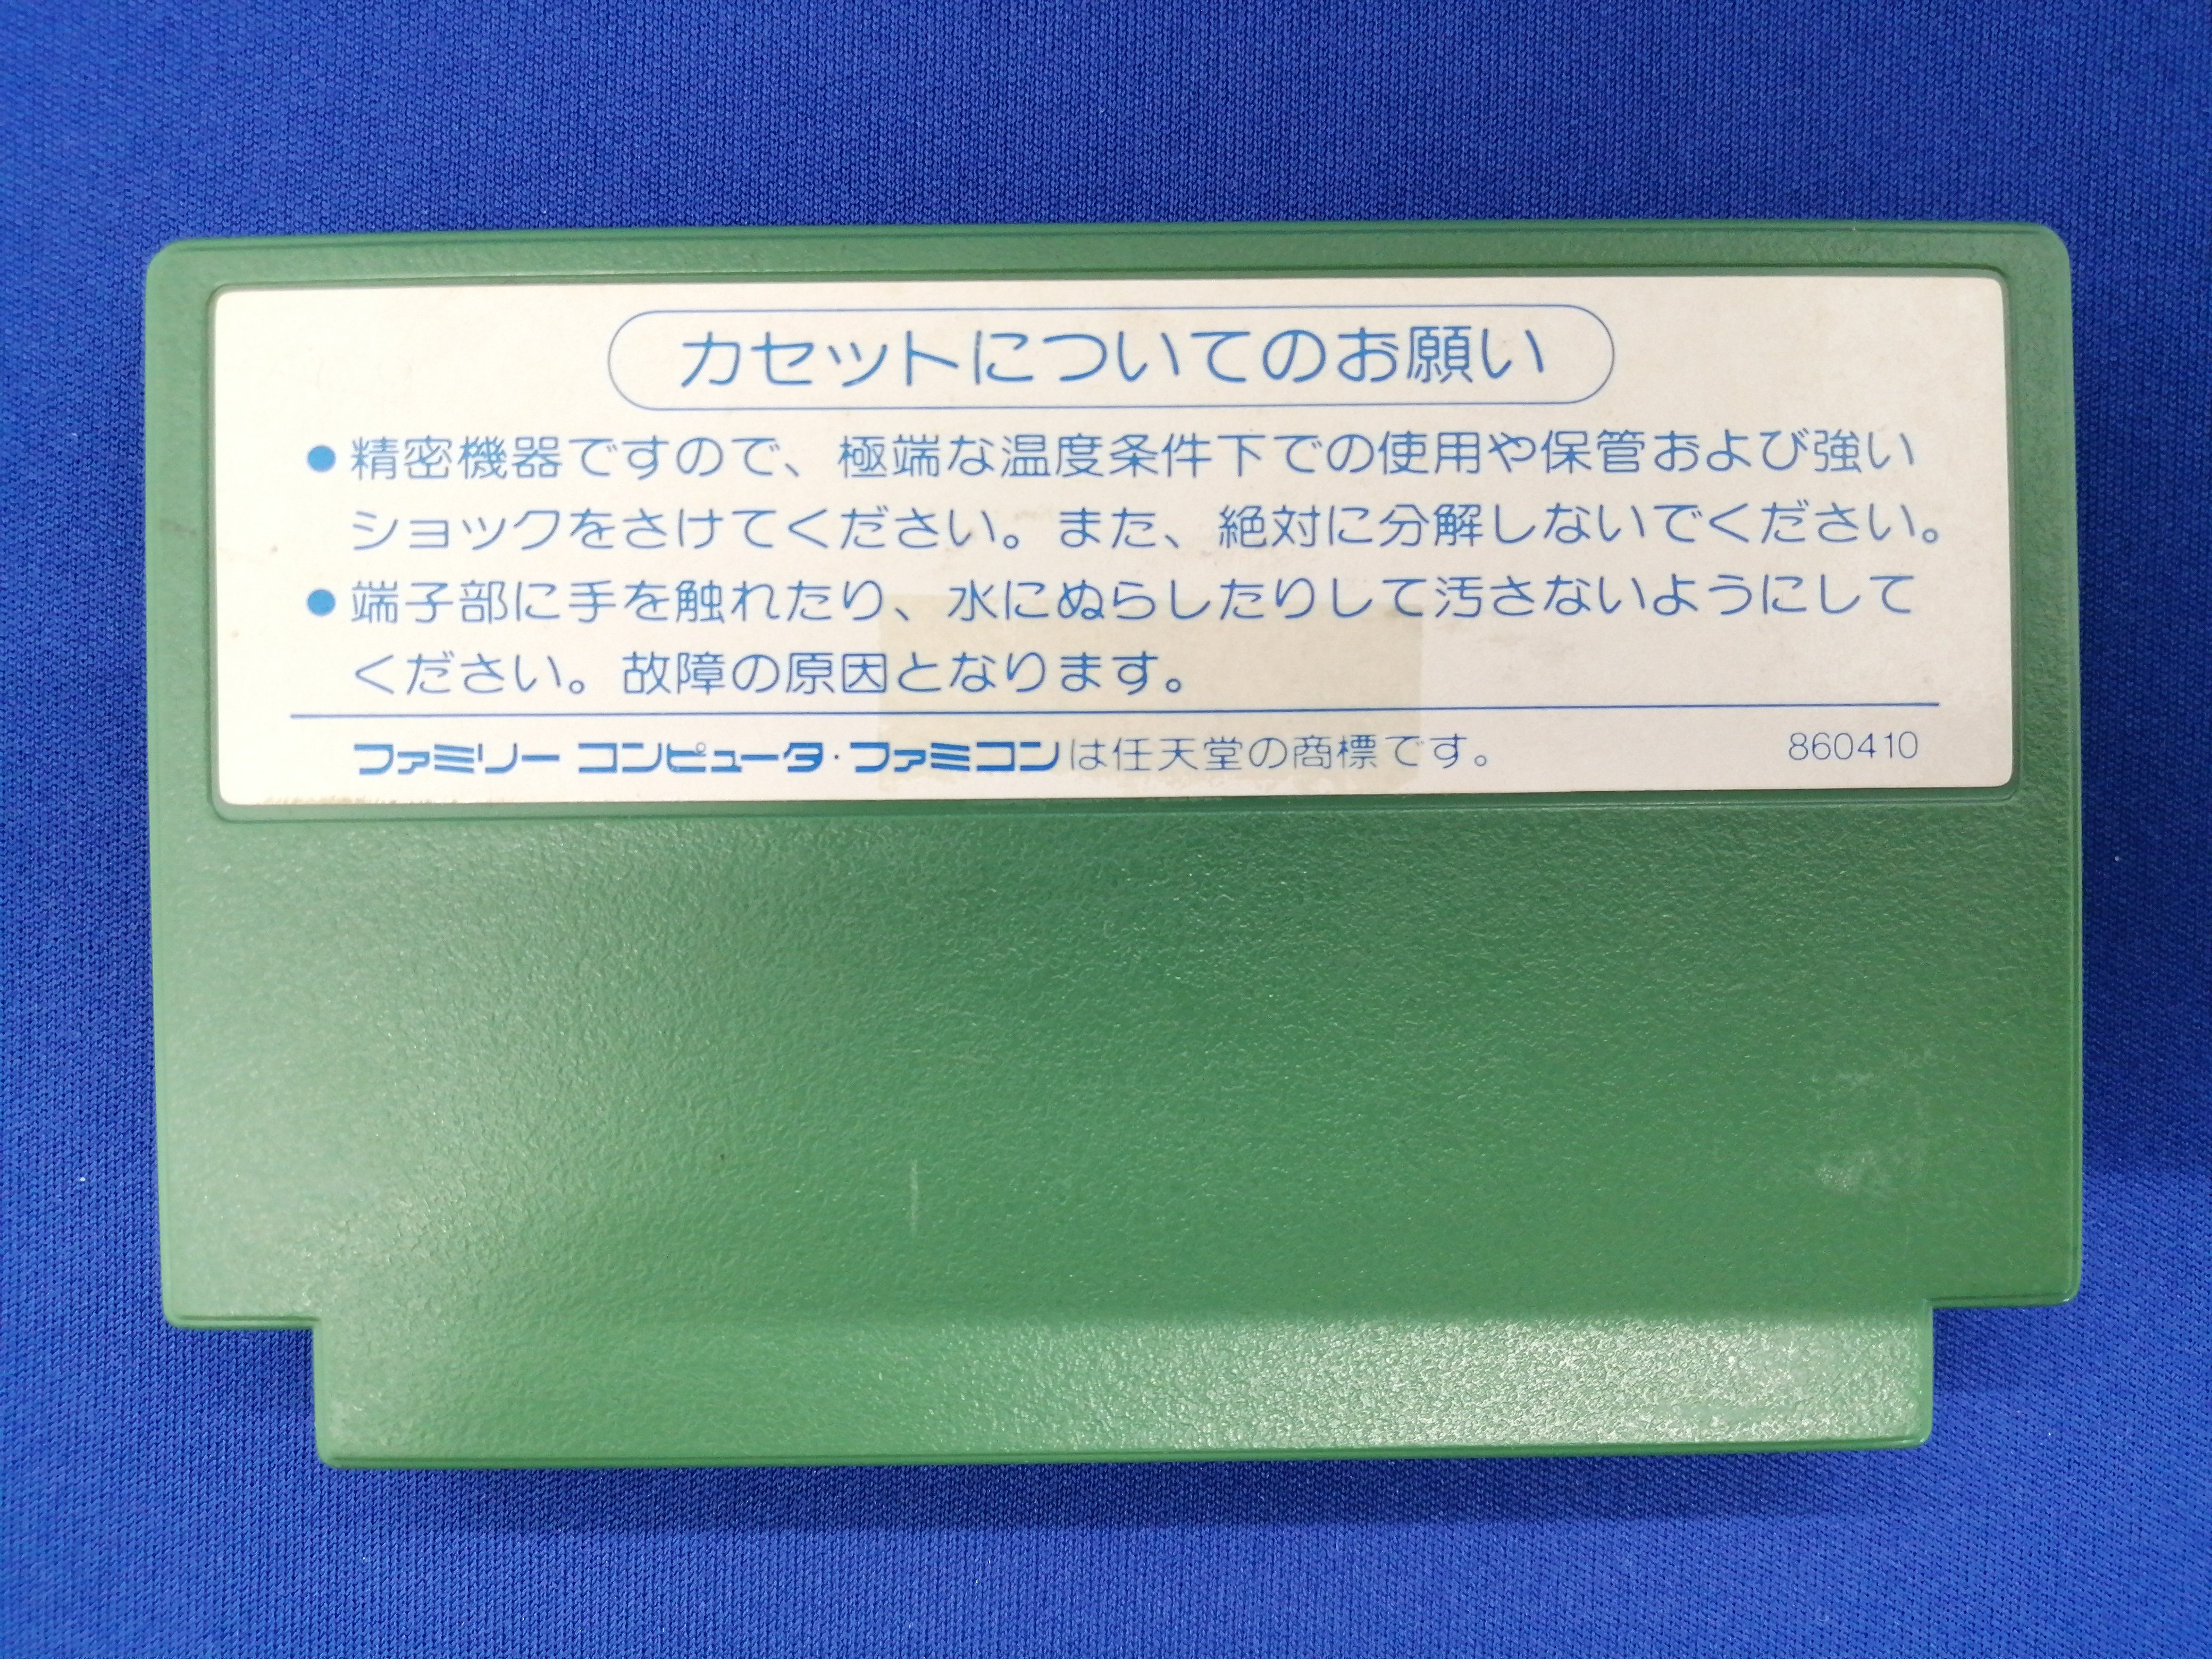 カセットについてのお願い
●精密機器ですので、極端な温度条件下での使用や保管および強い
ショックをさけてください。また、絶対に分解しないでください。
●端子部に手を触れたり、水にぬらしたりして汚さないようにして
ください。故障の原因となります。
ファミリー コンピュータ・ファミコンは任天堂の商標です。 860410